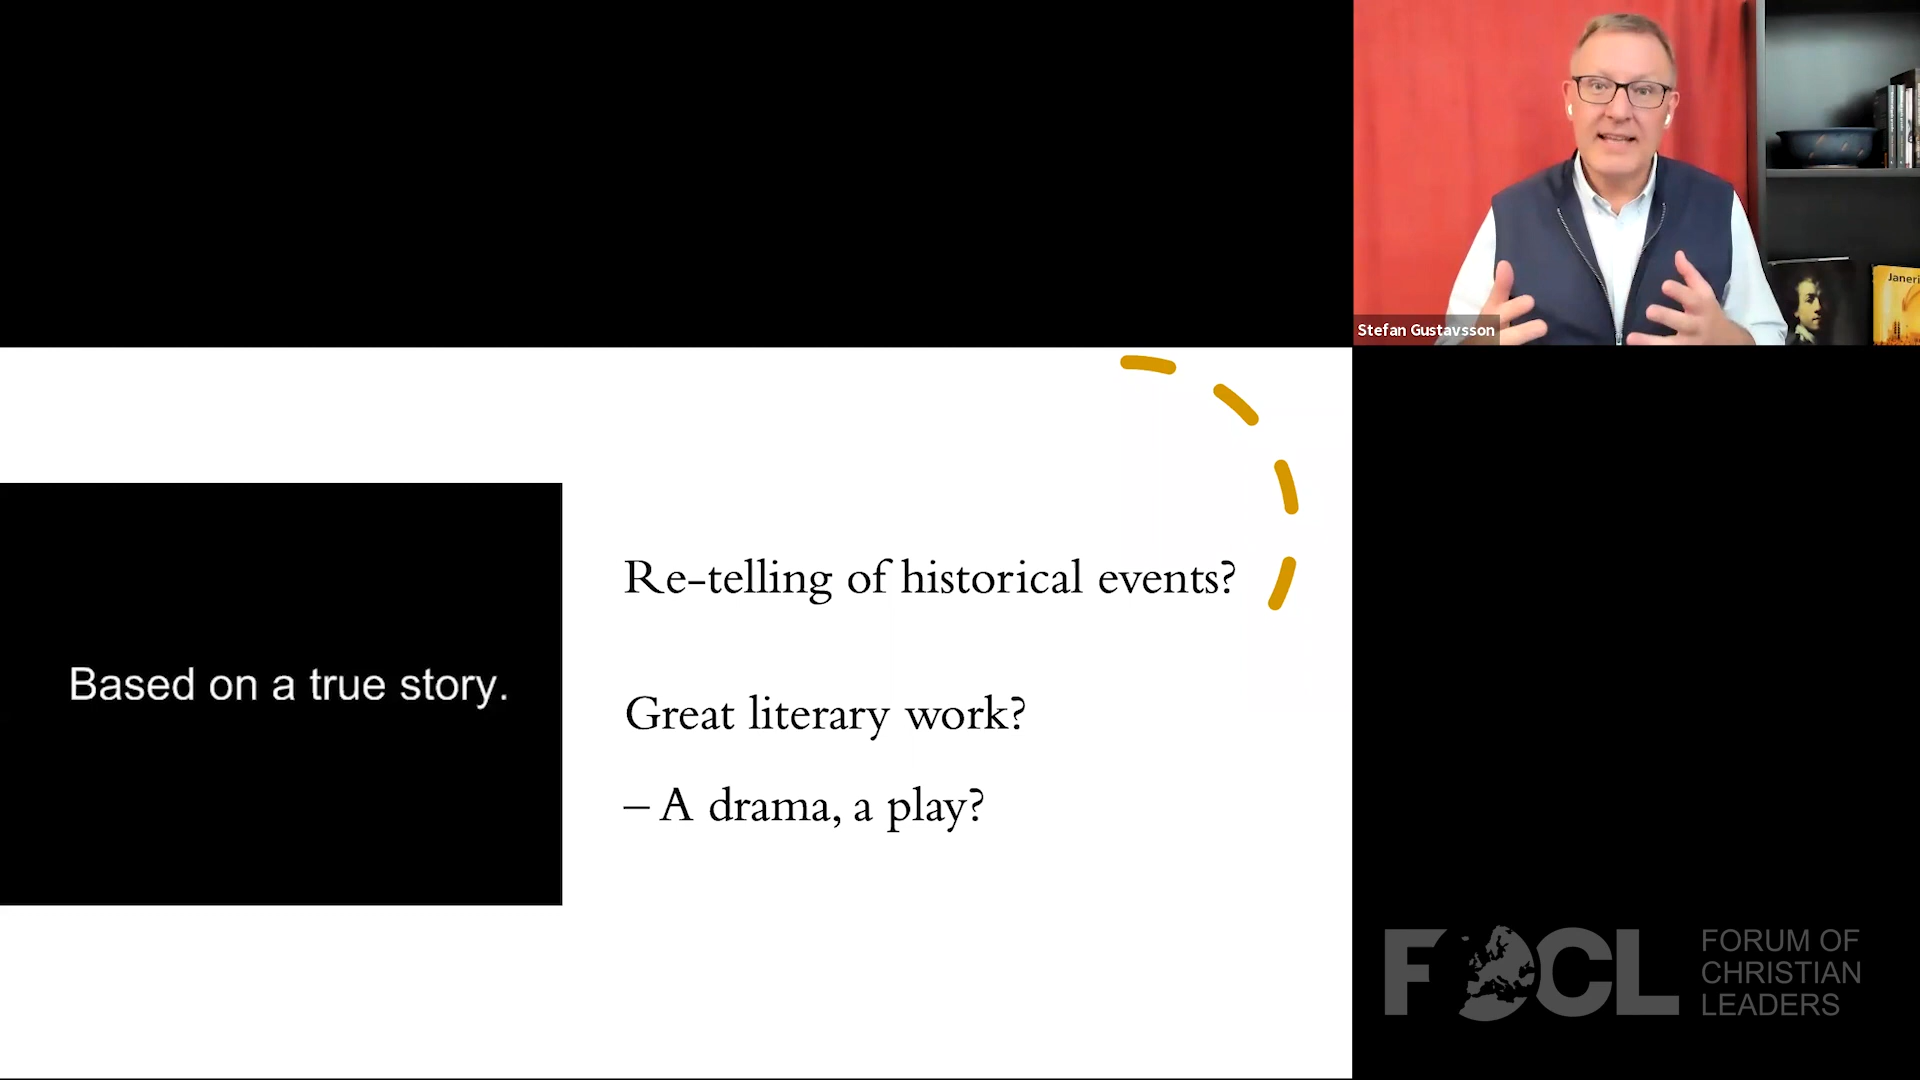 Janeri
Stefan Gustavsson
Based on a true story.
Re-telling of historical events?
Great literary work?
– A drama, a play?
FOCL
FORUM OF
CHRISTIAN
LEADERS